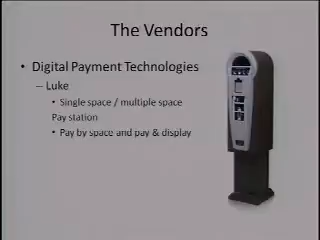 The Vendors
• Digital Payment Technologies
– Luke
• Single space / multiple space
Pay station
• Pay by space and pay & display